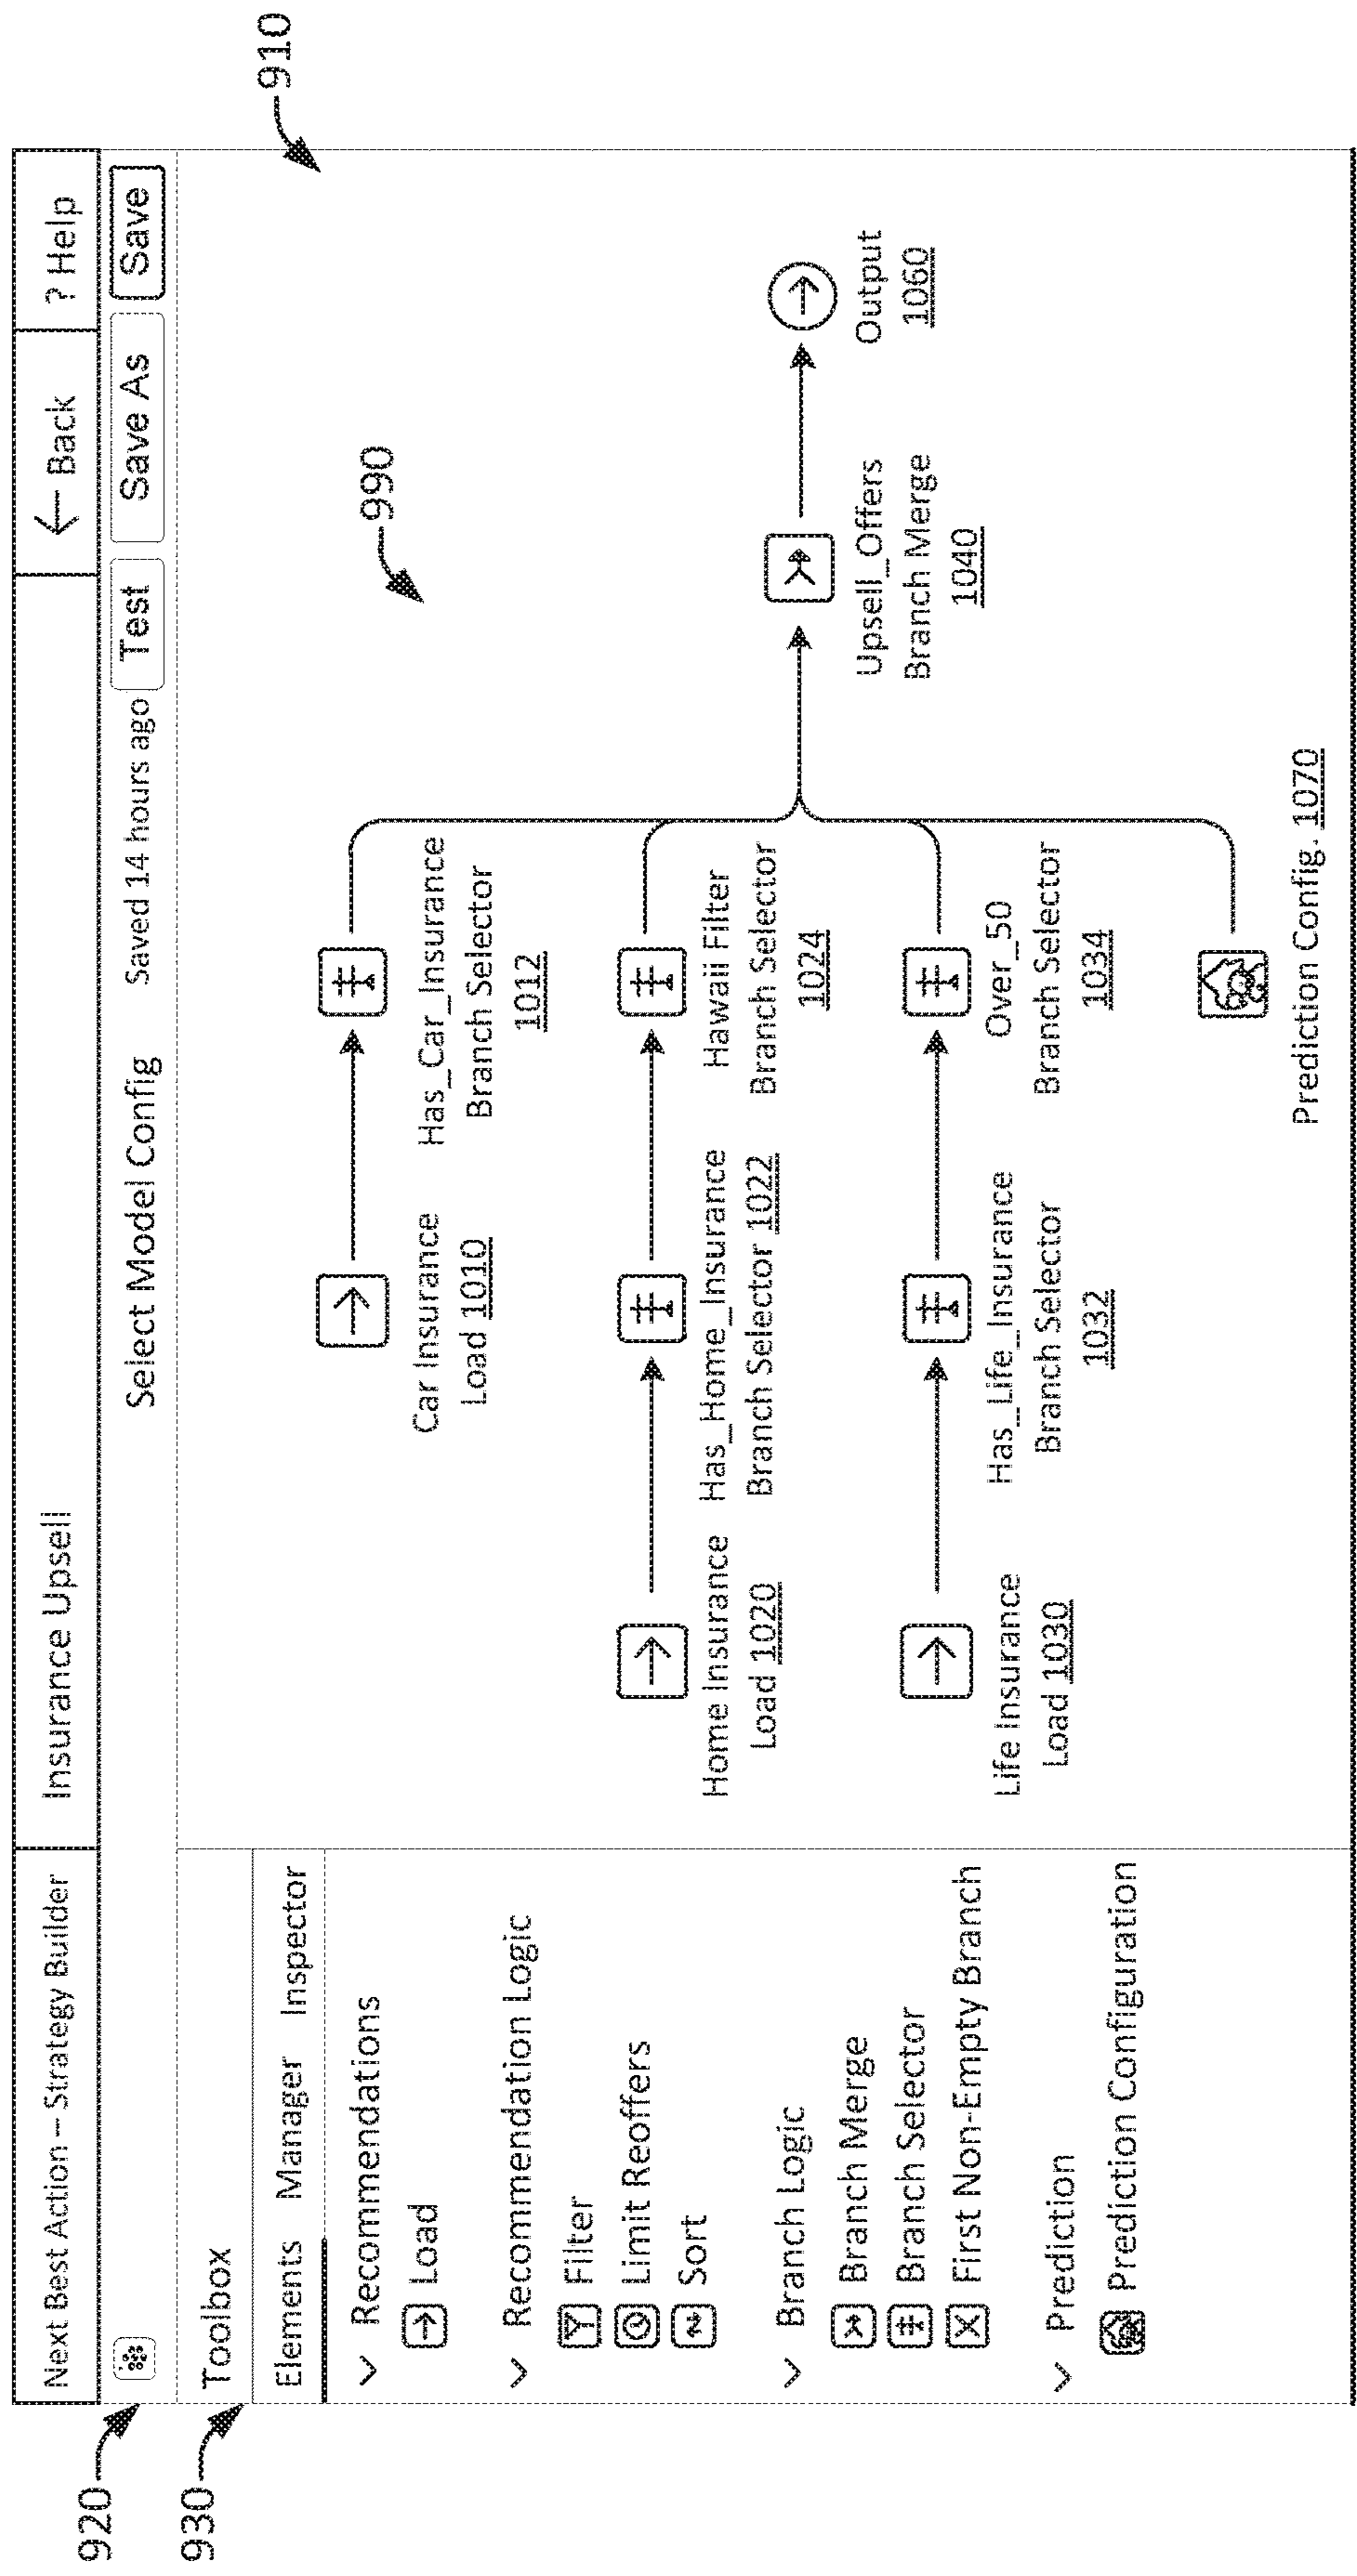 Next Best Action – Strategy Builder
Insurance Upsell
← Back
? Help
920
Select Model Config
Saved 14 hours ago
Test
Save As
Save
930
Toolbox
910
Elements Manager Inspector
Recommendations
Load
Recommendation Logic
Filter
Limit Reoffers
Sort
Branch Logic
Branch Merge
Branch Selector
First Non-Empty Branch
Prediction
Prediction Configuration
990
Car Insurance
Load 1010
Has_Car_Insurance
Branch Selector
1012
Home Insurance
Load 1020
Has_Home_Insurance
Branch Selector 1022
Hawaii Filter
Branch Selector
1024
Life Insurance
Load 1030
Has_Life_Insurance
Branch Selector
1032
Over_50
Branch Selector
1034
Prediction Config. 1070
Upsell_Offers
Branch Merge
1040
Output
1060